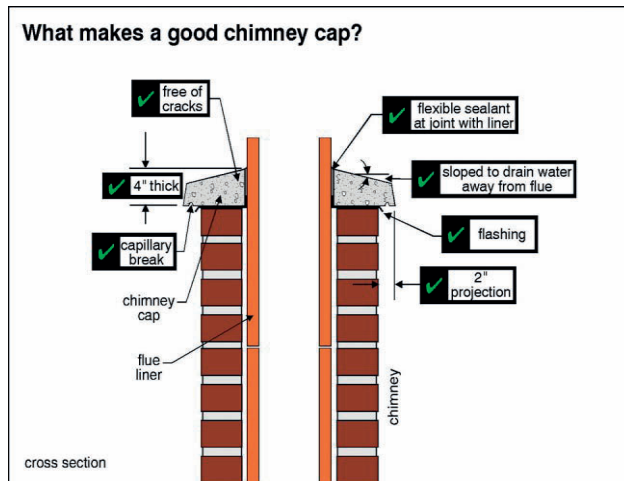 What makes a good chimney cap?
free of
cracks
flexible sealant
at joint with liner
4" thick
sloped to drain water
away from flue
capillary
break
flashing
2"
projection
chimney
cap
flue
liner
chimney
cross section